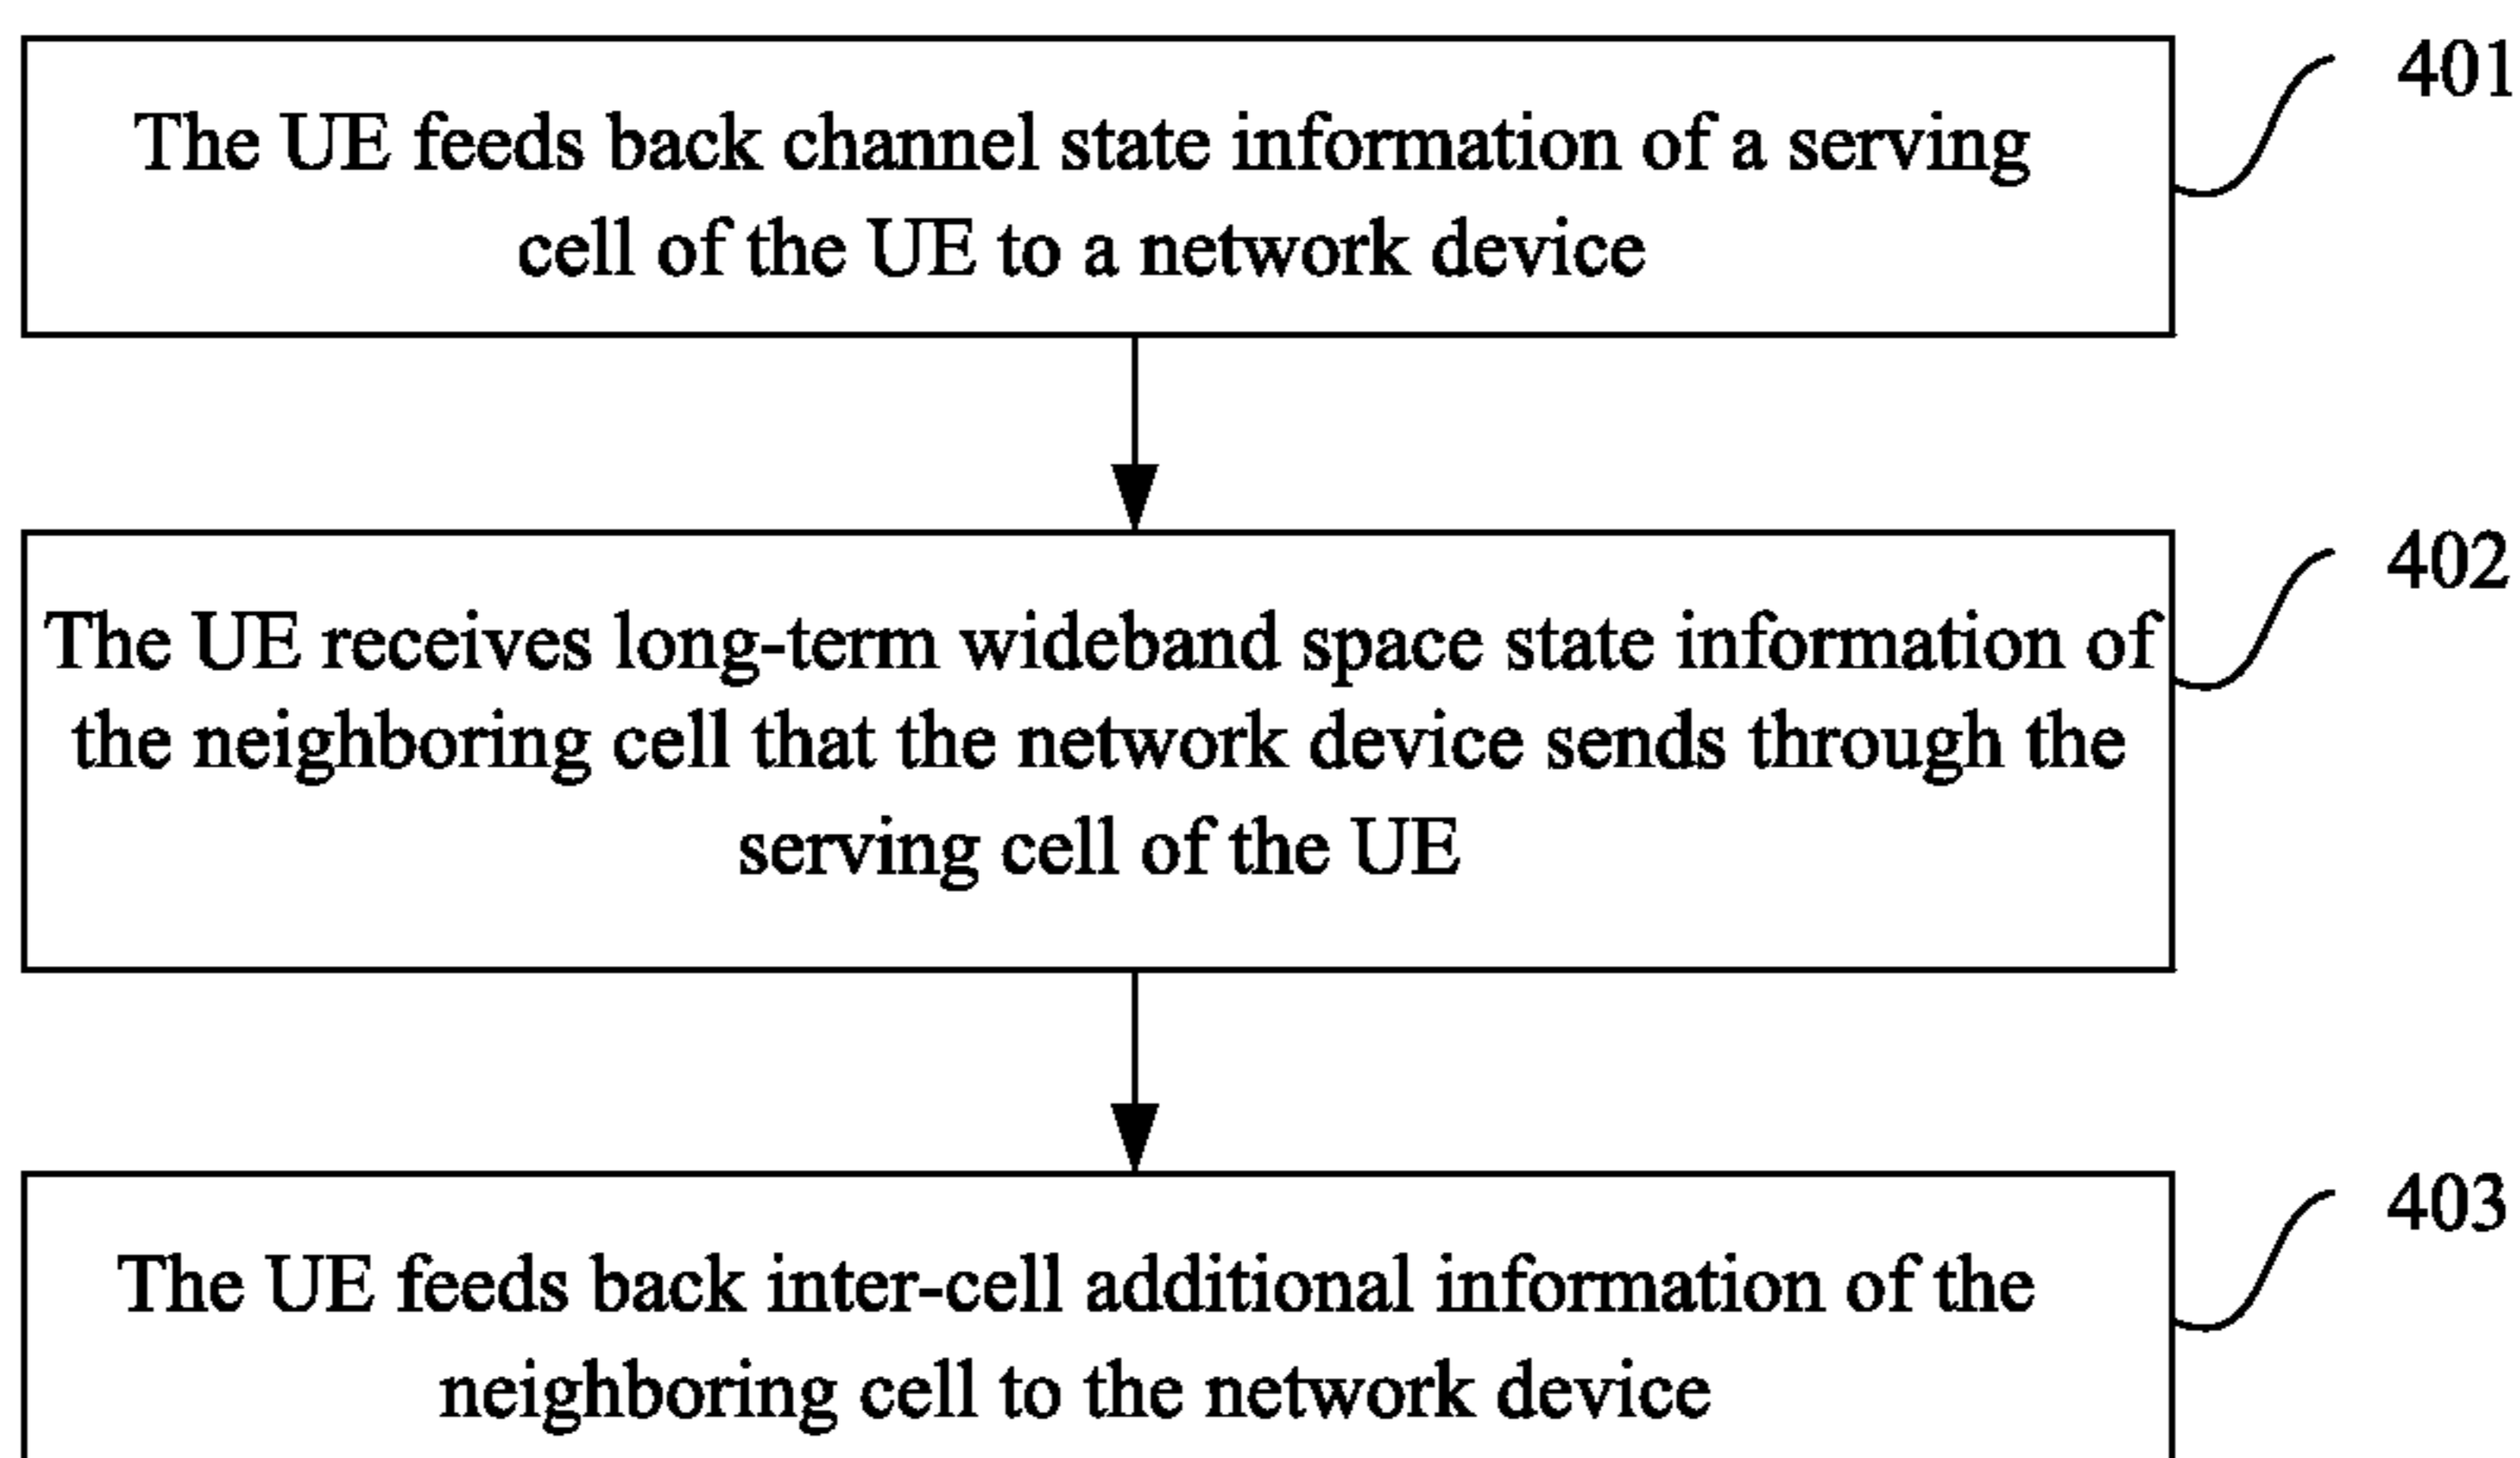 401
The UE feeds back channel state information of a serving
cell of the UE to a network device
402
The UE receives long-term wideband space state information of
the neighboring cell that the network device sends through the
serving cell of the UE
403
The UE feeds back inter-cell additional information of the
neighboring cell to the network device